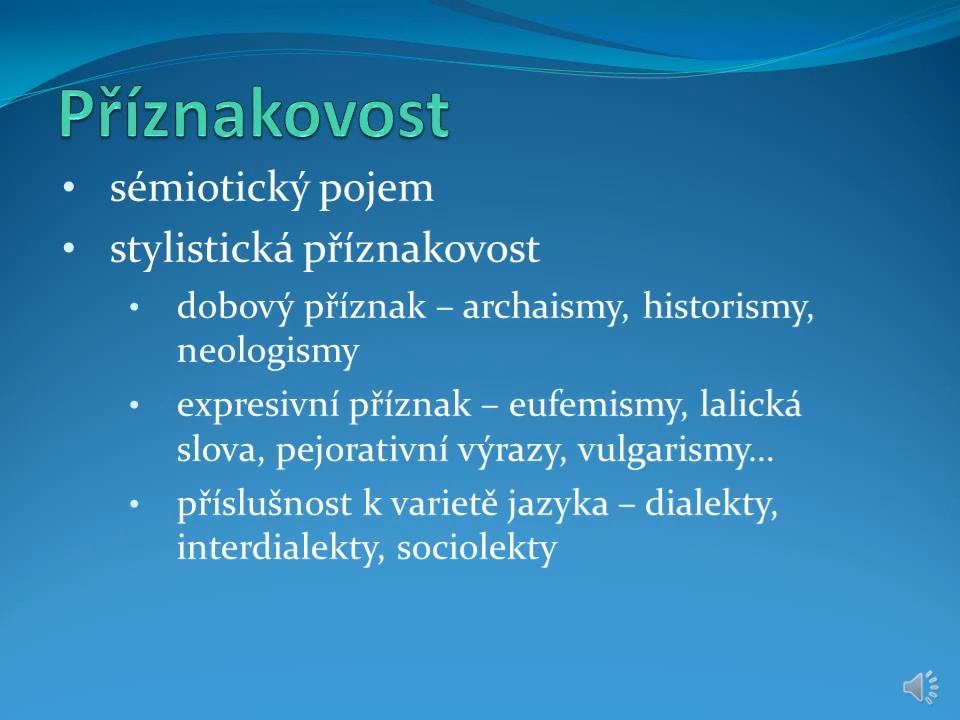 Příznakovost
• sémiotický pojem
• stylistická příznakovost
• dobový příznak – archaismy, historismy,
neologismy
• expresivní příznak – eufemismy, lalická
slova, pejorativní výrazy, vulgarismy…
• příslušnost k varietě jazyka – dialekty,
interdialekty, sociolekty